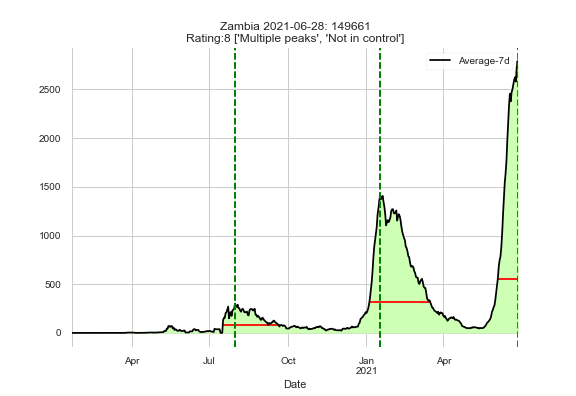 Zambia 2021-06-28: 149661
Rating:8 ['Multiple peaks', 'Not in control']
Average-7d
2500
2000
1500
1000
500
0
Apr
Jul
Oct
Jan
2021
Apr
Date